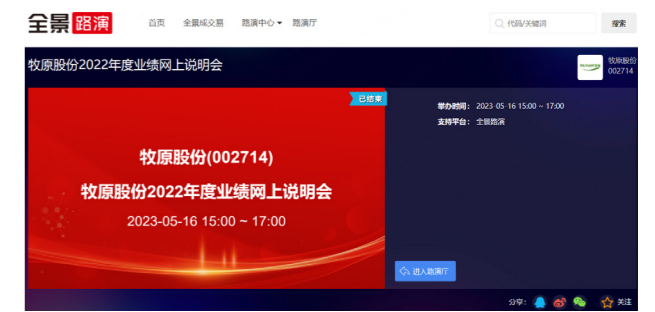 全景 路演
首页 全景成交易 路演中心 路演厅
代码/关键词 搜索
牧原股份2022年度业绩网上说明会
牧原股份
002714
已结束
牧原股份(002714)
牧原股份2022年度业绩网上说明会
2023-05-16 15:00 ~ 17:00
举办时间: 2023-05-16 15:00 ~ 17:00
支持平台: 全景路演
进入路演厅
分享: 关注